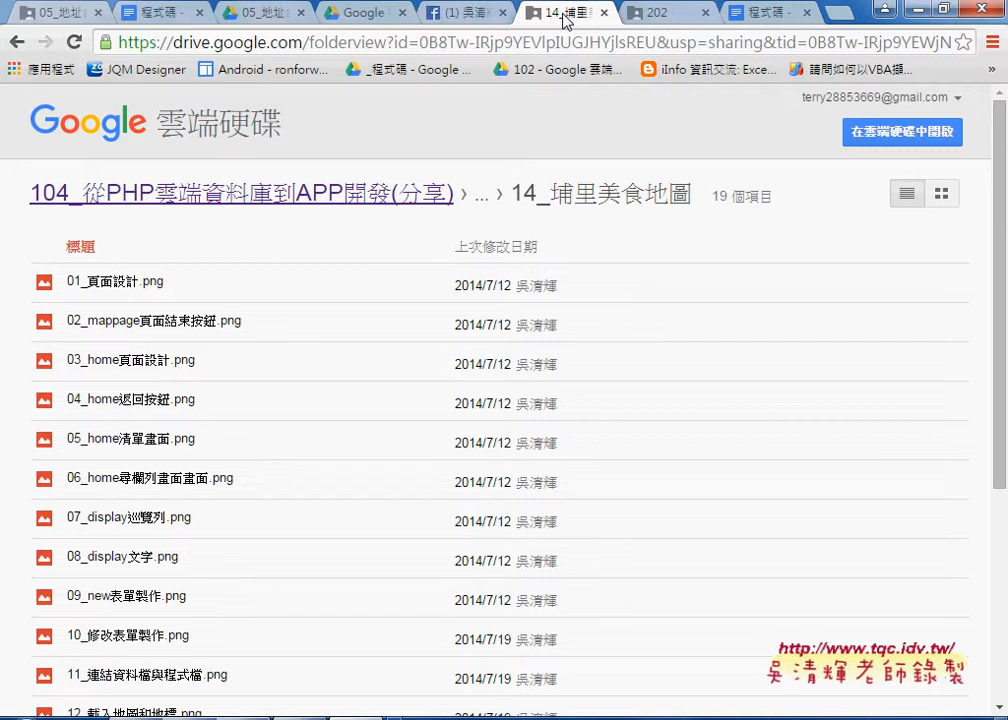 05_地址
程式碼 -
05_地址
Google
(1) 吳清
14_埔里
202
程式碼 -
https://drive.google.com/folderview?id=0B8Tw-IRjp9YEVlpIUGJHYjlsREU&usp=sharing&tid=0B8Tw-IRjp9YEWjN
應用程式
JQM Designer
Android - ronforw...
_程式碼 - Google ...
102 - Google 雲端...
iInfo 資訊交流: Exce...
請問如何以VBA擷...
»
terry28853669@gmail.com
Google 雲端硬碟
在雲端硬碟中開啟
104_從PHP雲端資料庫到APP開發(分享) › ... › 14_埔里美食地圖 19 個項目
標題 上次修改日期
01_頁面設計.png 2014/7/12 吳清輝
02_mappage頁面結束按鈕.png 2014/7/12 吳清輝
03_home頁面設計.png 2014/7/12 吳清輝
04_home返回按鈕.png 2014/7/12 吳清輝
05_home清單畫面.png 2014/7/12 吳清輝
06_home尋欄列畫面畫面.png 2014/7/12 吳清輝
07_display巡覽列.png 2014/7/12 吳清輝
08_display文字.png 2014/7/12 吳清輝
09_new表單製作.png 2014/7/12 吳清輝
10_修改表單製作.png 2014/7/19 吳清輝
11_連結資料檔與程式檔.png 2014/7/19 吳清輝
12_載入地圖和地標.png 2014/7/19 吳清輝
http://www.tqc.idv.tw/
吳清輝老師錄製